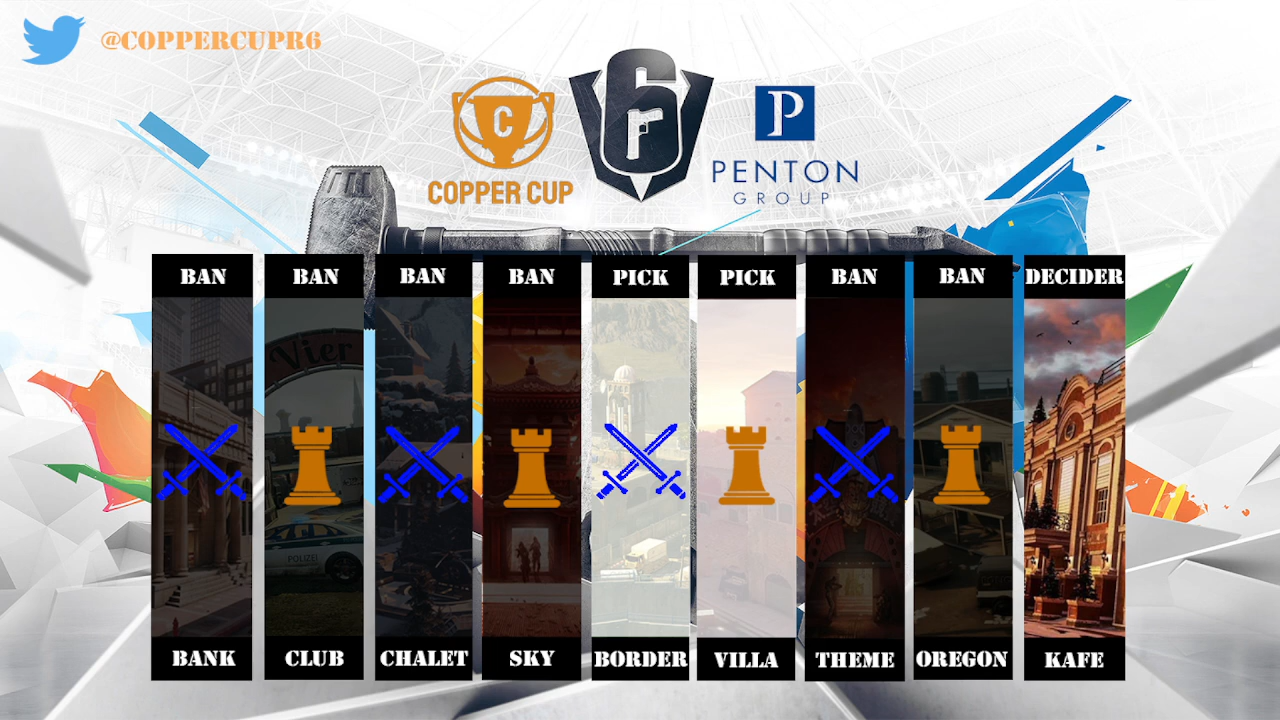 @COPPERCUPR6
C
COPPER CUP
6
P
PENTON
GROUP
BAN
BAN
BAN
BAN
PICK
PICK
BAN
BAN
DECIDER
Vier
POLIZEI
BANK
CLUB
CHALET
SKY
BORDER
VILLA
THEME
OREGON
KAFE